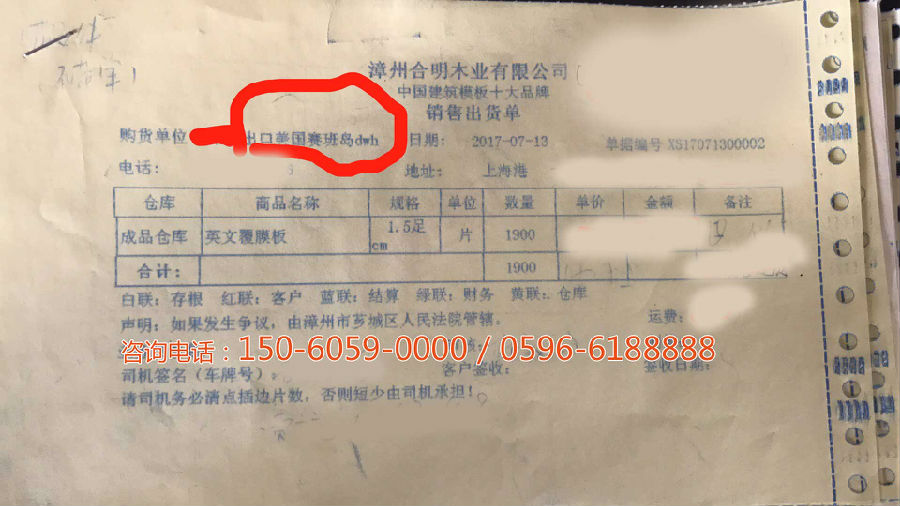 漳州合明木业有限公司
中国建筑模板十大品牌
销售出货单
购货单位 出口美国赛班岛dwh 日期: 2017-07-13 单据编号 XS17071300002
电话: 地址: 上海港
仓库 商品名称 规格 单位 数量 单价 金额 备注
成品仓库 英文覆膜板 1.5足cm 片 1900
合计: 1900
白联: 存根 红联: 客户 蓝联: 结算 绿联: 财务 黄联: 仓库
声明: 如果发生争议, 由漳州市芗城区人民法院管辖。 运费:
咨询电话：150-6059-0000 / 0596-6188888
司机签名(车牌号): 客户签收: 签收日期:
请司机务必清点插边片数, 否则短少由司机承担!